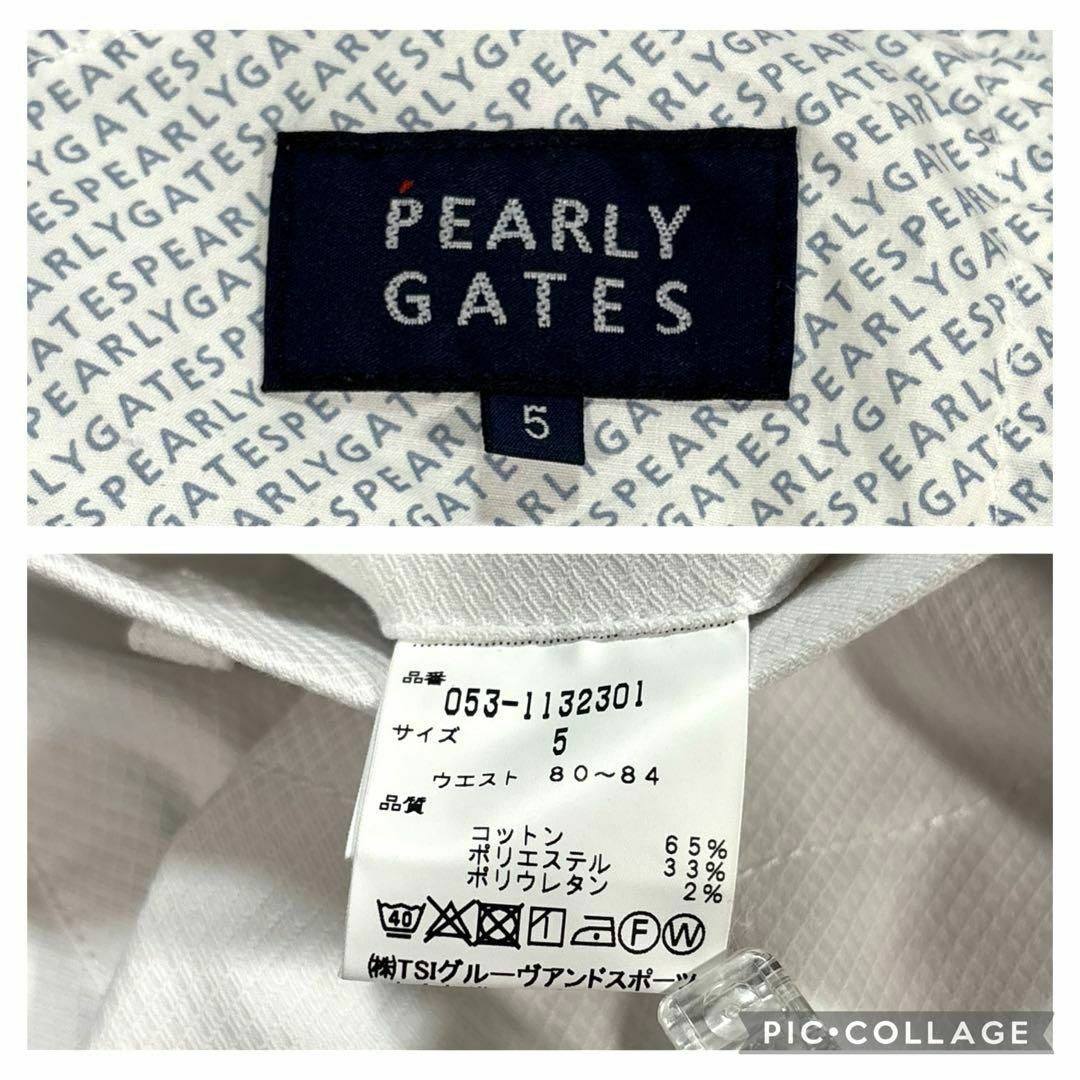 PEARLY
GATES
5
品番
053-1132301
サイズ 5
ウエスト 80~84
品質
コットン 65%
ポリエステル 33%
ポリウレタン 2%
40 F W
(株)TSIグルーヴアンドスポーツ
PIC•COLLAGE